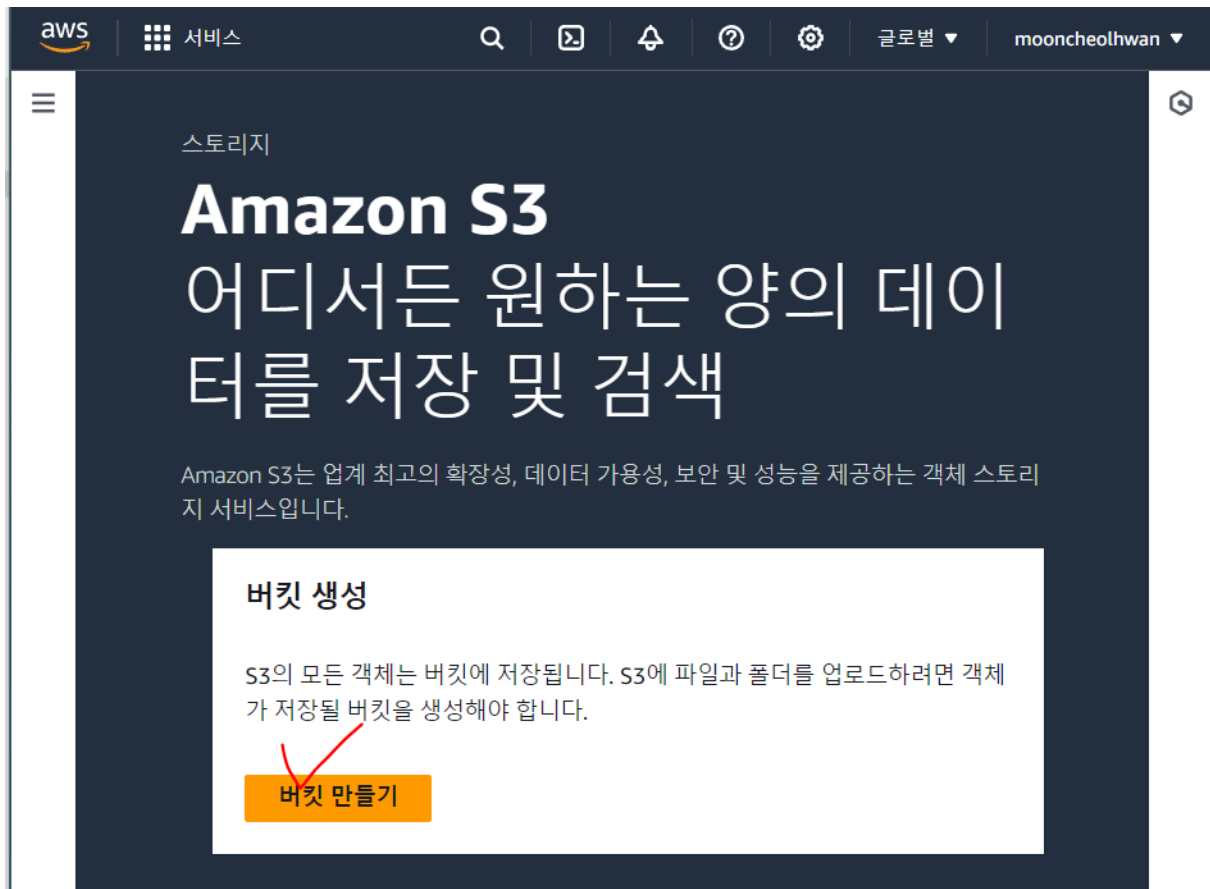 aws
서비스
글로벌 ▼
mooncheolhwan ▼
스토리지
Amazon S3
어디서든 원하는 양의 데이
터를 저장 및 검색
Amazon S3는 업계 최고의 확장성, 데이터 가용성, 보안 및 성능을 제공하는 객체 스토리
지 서비스입니다.
버킷 생성
S3의 모든 객체는 버킷에 저장됩니다. S3에 파일과 폴더를 업로드하려면 객체
가 저장될 버킷을 생성해야 합니다.
버킷 만들기